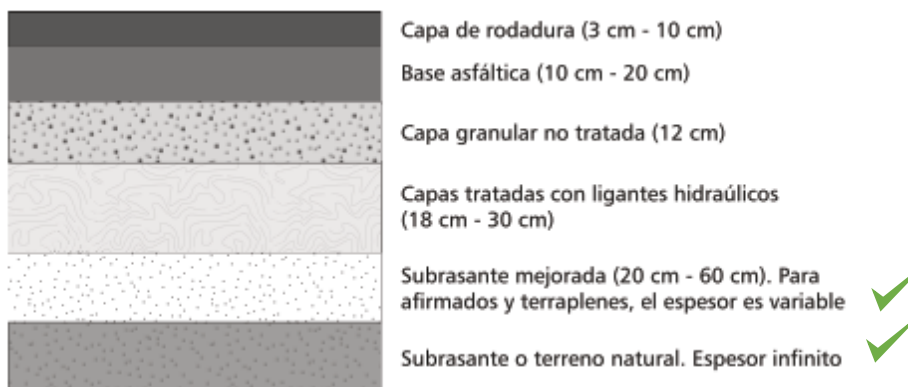 Capa de rodadura (3 cm - 10 cm)
Base asfáltica (10 cm - 20 cm)
Capa granular no tratada (12 cm)
Capas tratadas con ligantes hidraúlicos
(18 cm - 30 cm)
Subrasante mejorada (20 cm - 60 cm). Para
afirmados y terraplenes, el espesor es variable
Subrasante o terreno natural. Espesor infinito